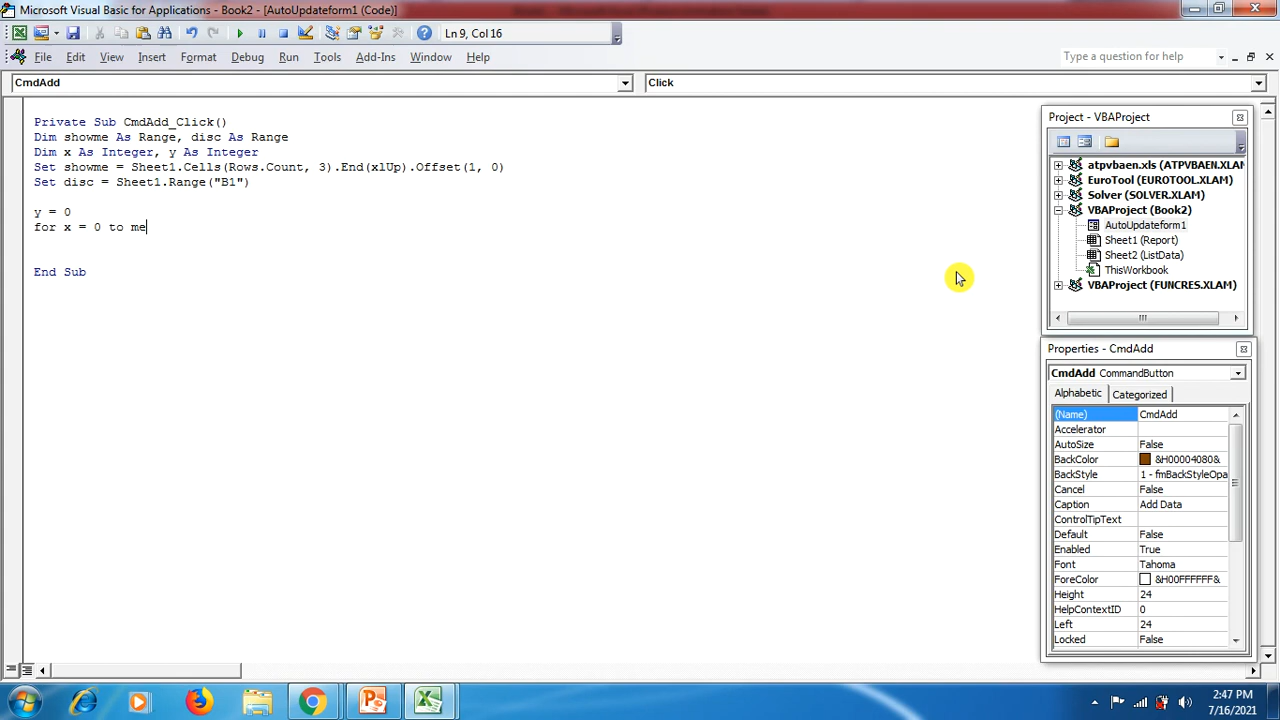 Microsoft Visual Basic for Applications - Book2 - [AutoUpdateform1 (Code)]
Ln 9, Col 16
File Edit View Insert Format Debug Run Tools Add-Ins Window Help
Type a question for help
CmdAdd
Click
Private Sub CmdAdd_Click()
Dim showme As Range, disc As Range
Dim x As Integer, y As Integer
Set showme = Sheet1.Cells(Rows.Count, 3).End(xlUp).Offset(1, 0)
Set disc = Sheet1.Range("B1")
y = 0
for x = 0 to me
End Sub
Project - VBAProject
atpvbaen.xls (ATPVBAEN.XLAM
EuroTool (EUROTOOL.XLAM)
Solver (SOLVER.XLAM)
VBAProject (Book2)
AutoUpdateform1
Sheet1 (Report)
Sheet2 (ListData)
ThisWorkbook
VBAProject (FUNCRES.XLAM)
Properties - CmdAdd
CmdAdd CommandButton
Alphabetic Categorized
(Name) CmdAdd
Accelerator
AutoSize False
BackColor &H00004080&
BackStyle 1 - fmBackStyleOpa
Cancel False
Caption Add Data
ControlTipText
Default False
Enabled True
Font Tahoma
ForeColor &H00FFFFFF&
Height 24
HelpContextID 0
Left 24
Locked False
2:47 PM
7/16/2021